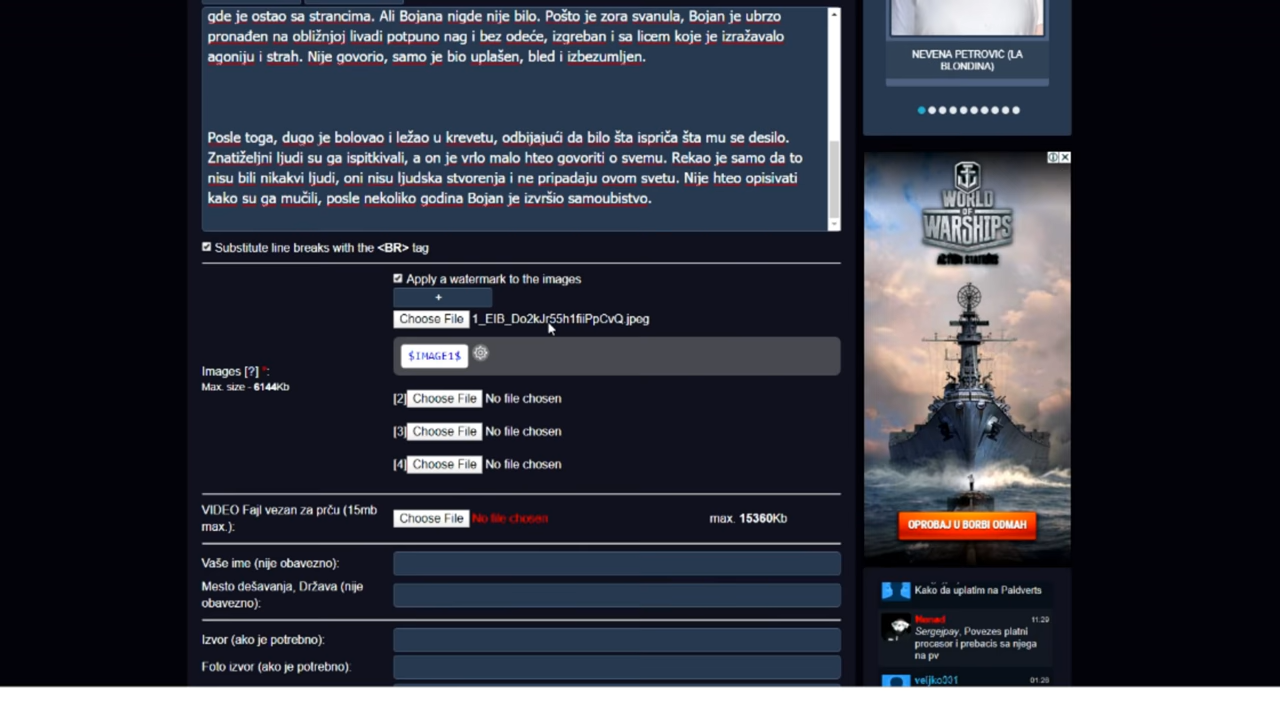 gde je ostao sa strancima. Ali Bojana nigde nije bilo. Pošto je zora svanula, Bojan je ubrzo
pronađen na obližnjoj livadi potpuno nag i bez odeće, izgreban i sa licem koje je izražavalo
agoniju i strah. Nije govorio, samo je bio uplašen, bled i izbezumljen.
Posle toga, dugo je bolovao i ležao u krevetu, odbijajući da bilo šta ispriča šta mu se desilo.
Znatiželjni ljudi su ga ispitkivali, a on je vrlo malo hteo govoriti o svemu. Rekao je samo da to
nisu bili nikakvi ljudi, oni nisu ljudska stvorenja i ne pripadaju ovom svetu. Nije hteo opisivati
kako su ga mučili, posle nekoliko godina Bojan je izvršio samoubistvo.
Substitute line breaks with the <BR> tag
Apply a watermark to the images
+
Choose File 1_EIB_Do2kJr55h1fiiPpCvQ.jpeg
$IMAGE1$
Images [?] *:
Max. size - 6144Kb
[2] Choose File No file chosen
[3] Choose File No file chosen
[4] Choose File No file chosen
VIDEO Fajl vezan za prču (15mb
max.):
Choose File No file chosen
max. 15360Kb
Vaše ime (nije obavezno):
Mesto dešavanja, Država (nije
obavezno):
Izvor (ako je potrebno):
Foto izvor (ako je potrebno):
NEVENA PETROVIĆ (LA
BLONDINA)
WORLD
OF
WARSHIPS
OPROBAJ U BORBI ODMAH
Kako da uplatim na Paidverts
11:29
Sergejpay, Povezes platni
procesor i prebacis sa njega
na pv
veljko331
01:26